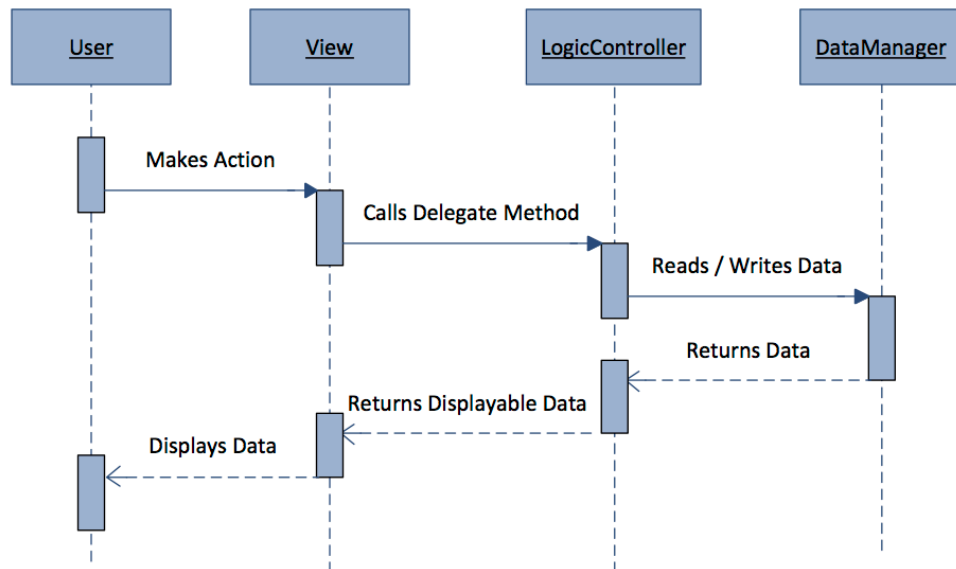 User
View
LogicController
DataManager
Makes Action
Calls Delegate Method
Reads / Writes Data
Returns Data
Returns Displayable Data
Displays Data